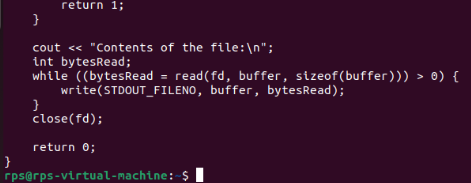 return 1;
    }

    cout << "Contents of the file:\n";
    int bytesRead;
    while ((bytesRead = read(fd, buffer, sizeof(buffer))) > 0) {
        write(STDOUT_FILENO, buffer, bytesRead);
    }
    close(fd);

    return 0;
}
rps@rps-virtual-machine:~$